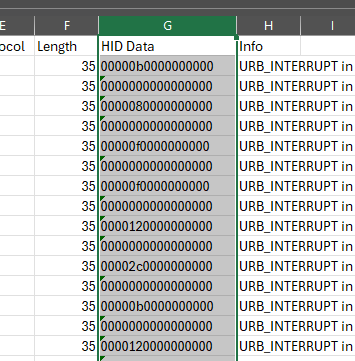 E F G H I
ocol Length HID Data Info
35 00000b0000000000 URB_INTERRUPT in
35 0000000000000000 URB_INTERRUPT in
35 0000080000000000 URB_INTERRUPT in
35 0000000000000000 URB_INTERRUPT in
35 00000f0000000000 URB_INTERRUPT in
35 0000000000000000 URB_INTERRUPT in
35 00000f0000000000 URB_INTERRUPT in
35 0000000000000000 URB_INTERRUPT in
35 0000120000000000 URB_INTERRUPT in
35 0000000000000000 URB_INTERRUPT in
35 00002c0000000000 URB_INTERRUPT in
35 0000000000000000 URB_INTERRUPT in
35 00000b0000000000 URB_INTERRUPT in
35 0000000000000000 URB_INTERRUPT in
35 0000120000000000 URB_INTERRUPT in